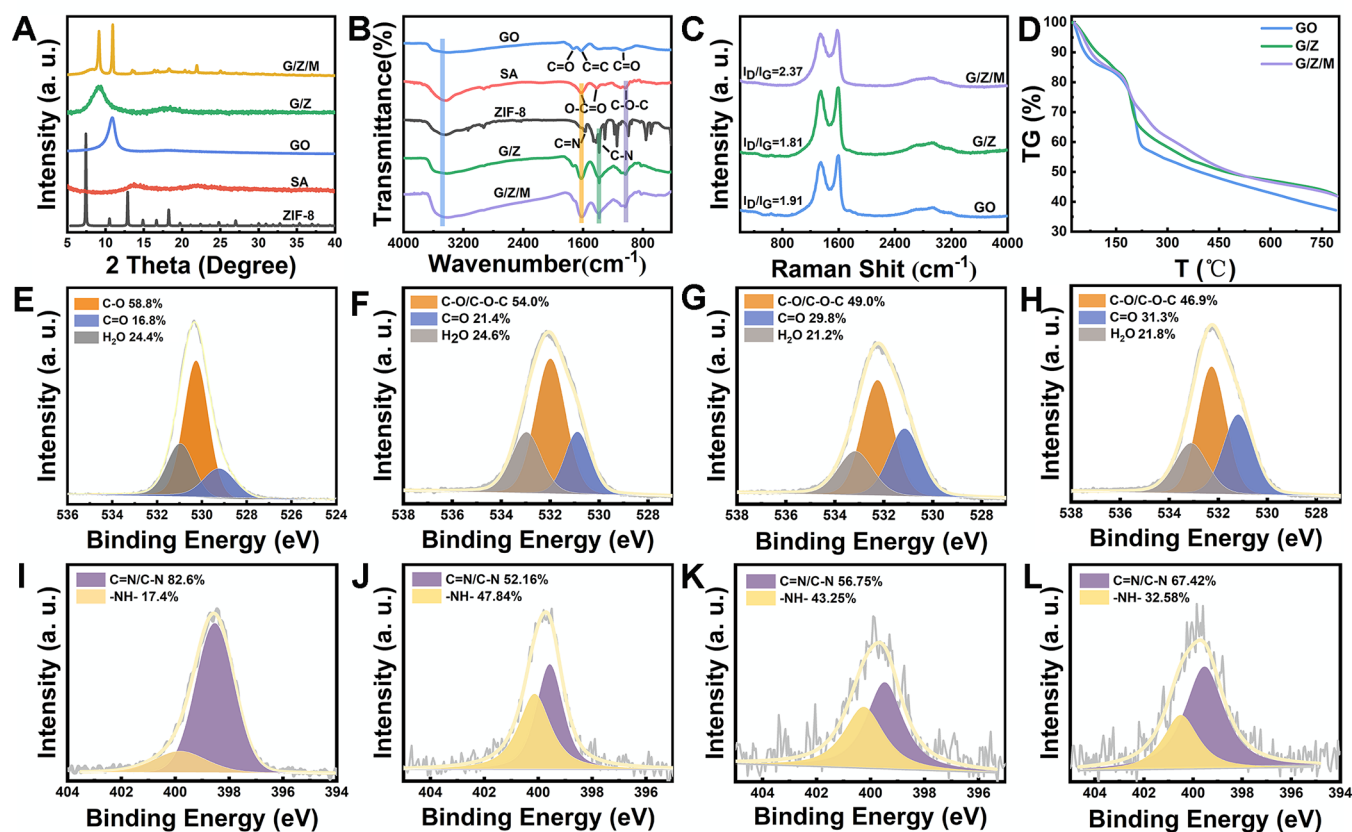 A
Intensity (a. u.)
G/Z/M
G/Z
GO
SA
ZIF-8
5 10 15 20 25 30 35 40
2 Theta (Degree)
B
Transmittance(%)
GO
C=O C=C C=O
SA
O-C=O C-O-C
ZIF-8
C=N C-N
G/Z
G/Z/M
4000 3200 2400 1600 800
Wavenumber(cm⁻¹)
C
Intensity (a. u.)
I_D/I_G=2.37
G/Z/M
I_D/I_G=1.81
G/Z
I_D/I_G=1.91
GO
800 1600 2400 3200 4000
Raman Shit (cm⁻¹)
D
TG (%)
100
90
80
70
60
50
40
30
GO
G/Z
G/Z/M
150 300 450 600 750
T (℃)
E
Intensity (a. u.)
C-O 58.8%
C=O 16.8%
H₂O 24.4%
536 534 532 530 528 526 524
Binding Energy (eV)
F
Intensity (a. u.)
C-O/C-O-C 54.0%
C=O 21.4%
H₂O 24.6%
538 536 534 532 530 528
Binding Energy (eV)
G
Intensity (a. u.)
C-O/C-O-C 49.0%
C=O 29.8%
H₂O 21.2%
538 536 534 532 530 528
Binding Energy (eV)
H
Intensity (a. u.)
C-O/C-O-C 46.9%
C=O 31.3%
H₂O 21.8%
538 536 534 532 530 528
Binding Energy (eV)
I
Intensity (a. u.)
C=N/C-N 82.6%
-NH- 17.4%
404 402 400 398 396 394
Binding Energy (eV)
J
Intensity (a. u.)
C=N/C-N 52.16%
-NH- 47.84%
404 402 400 398 396
Binding Energy (eV)
K
Intensity (a. u.)
C=N/C-N 56.75%
-NH- 43.25%
404 402 400 398 396
Binding Energy (eV)
L
Intensity (a. u.)
C=N/C-N 67.42%
-NH- 32.58%
404 402 400 398 396 394
Binding Energy (eV)